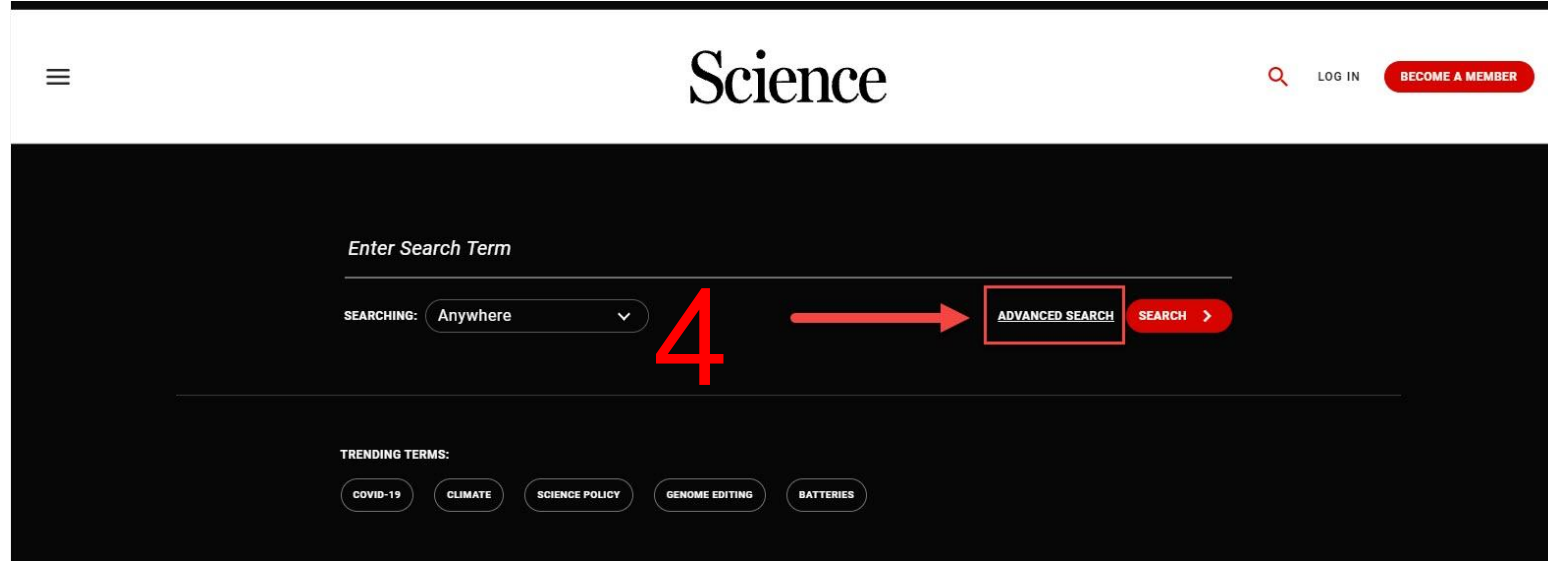 Science
LOG IN
BECOME A MEMBER
Enter Search Term
SEARCHING: Anywhere
4
ADVANCED SEARCH
SEARCH
TRENDING TERMS:
COVID-19 CLIMATE SCIENCE POLICY GENOME EDITING BATTERIES